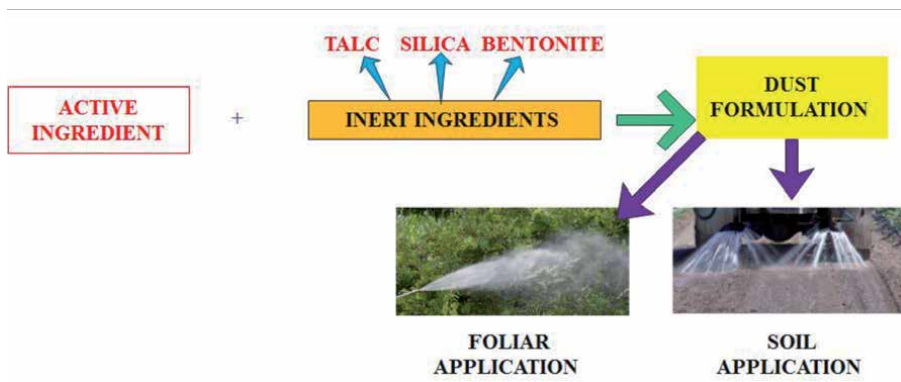 TALC SILICA BENTONITE
ACTIVE
INGREDIENT
+
INERT INGREDIENTS
DUST
FORMULATION
FOLIAR
APPLICATION
SOIL
APPLICATION